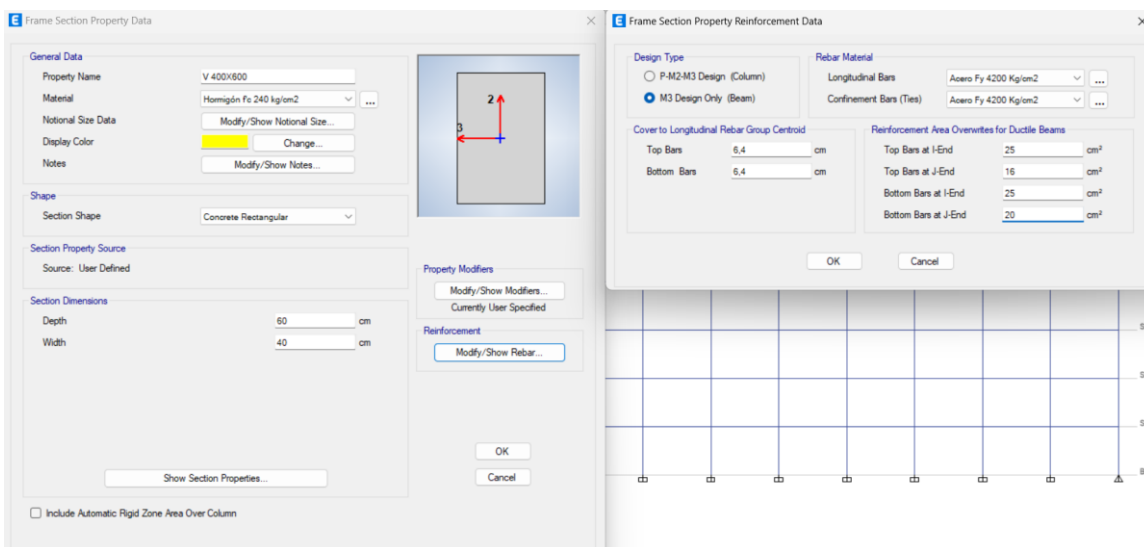 E Frame Section Property Data
General Data
Property Name V 400X600
Material Hormigón f'c 240 kg/cm2 ...
Notional Size Data Modify/Show Notional Size...
Display Color Change...
Notes Modify/Show Notes...
Shape
Section Shape Concrete Rectangular
Section Property Source
Source: User Defined
Section Dimensions
Depth 60 cm
Width 40 cm
Show Section Properties...
Include Automatic Rigid Zone Area Over Column
2
3
Property Modifiers
Modify/Show Modifiers...
Currently User Specified
Reinforcement
Modify/Show Rebar...
OK
Cancel
E Frame Section Property Reinforcement Data
Design Type
P-M2-M3 Design (Column)
M3 Design Only (Beam)
Rebar Material
Longitudinal Bars Acero Fy 4200 Kg/cm2 ...
Confinement Bars (Ties) Acero Fy 4200 Kg/cm2 ...
Cover to Longitudinal Rebar Group Centroid
Top Bars 6,4 cm
Bottom Bars 6,4 cm
Reinforcement Area Overwrites for Ductile Beams
Top Bars at I-End 25 cm²
Top Bars at J-End 16 cm²
Bottom Bars at I-End 25 cm²
Bottom Bars at J-End 20 cm²
OK Cancel